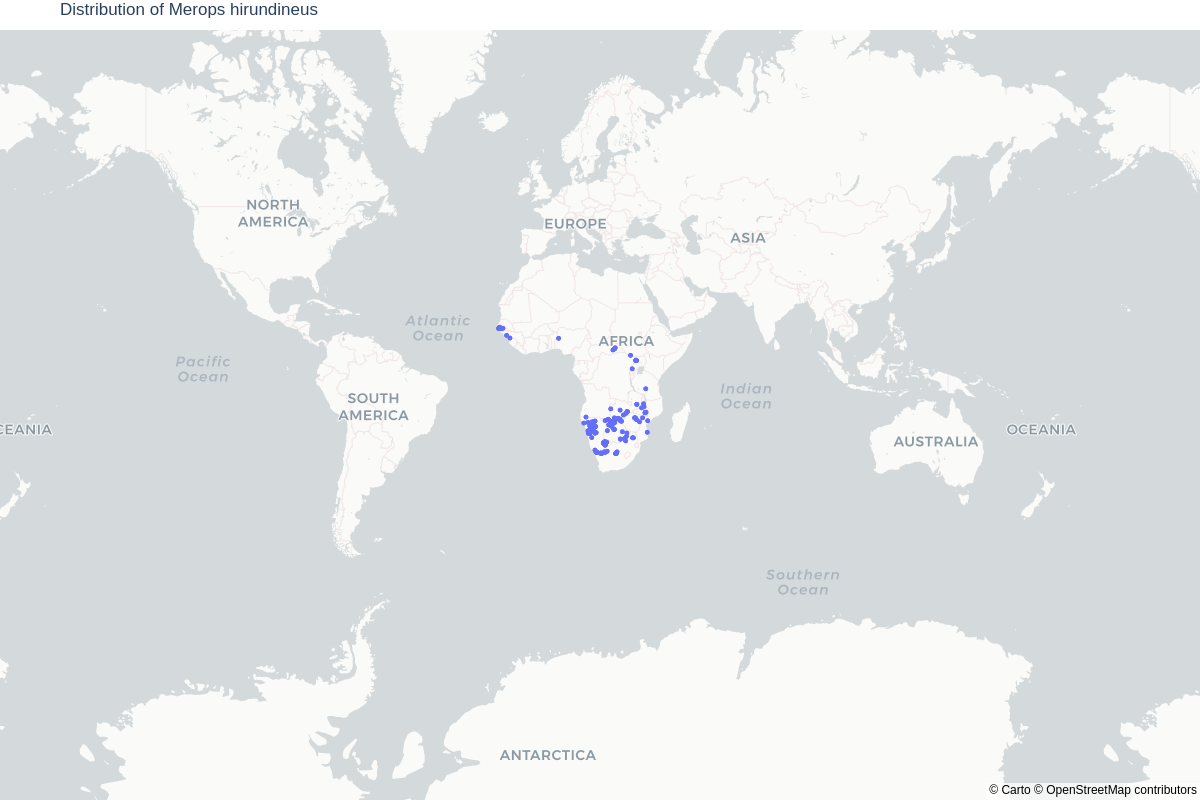 Distribution of Merops hirundineus
NORTH
AMERICA
EUROPE
ASIA
Atlantic
Ocean
AFRICA
Pacific
Ocean
Indian
Ocean
SOUTH
AMERICA
CEANIA
OCEANIA
AUSTRALIA
Southern
Ocean
ANTARCTICA
© Carto © OpenStreetMap contributors